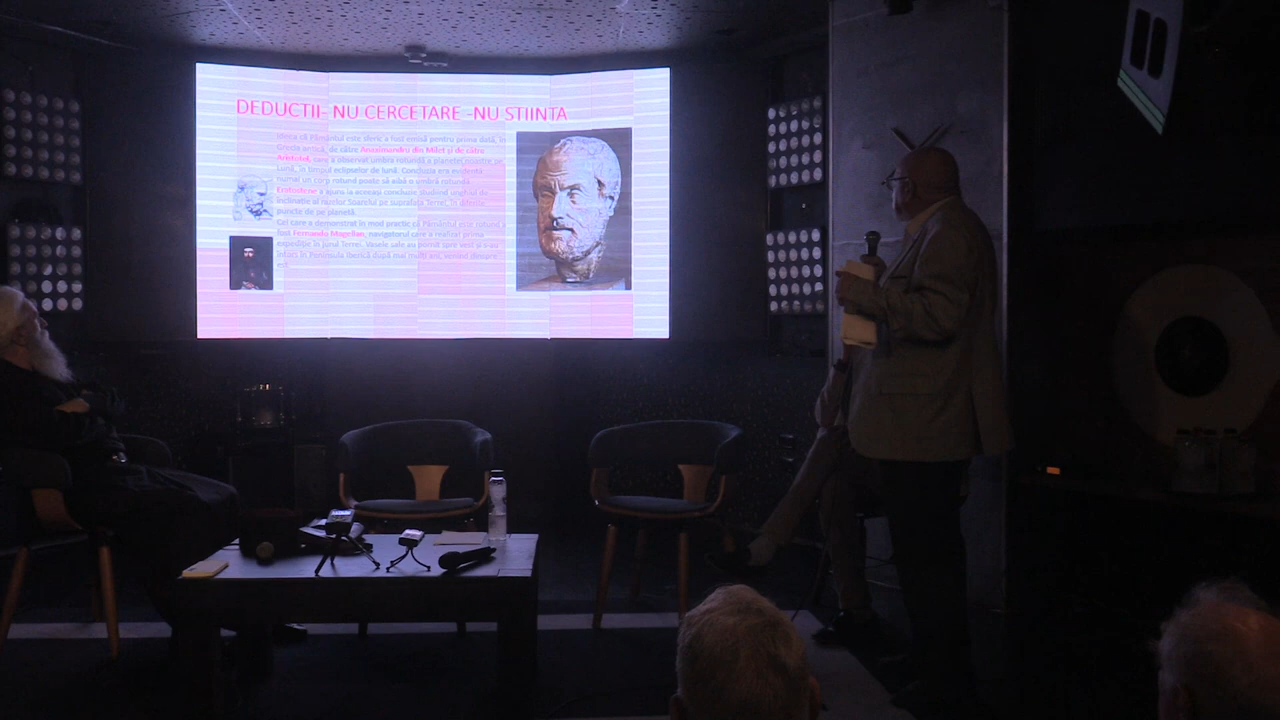 DEDUCTII- NU CERCETARE -NU STIINTA
Ideea că Pământul este sferic a fost emisă pentru prima dată, în
Grecia antică, de către Anaximandru din Milet și de către
Aristotel, care a observat umbra rotundă a planetei noastre pe
Lună, în timpul eclipselor de lună. Concluzia era evidentă
numai un corp rotund poate să aibă o umbră rotundă.
Eratostene a ajuns la aceeași concluzie studiind unghiul de
înclinație al razelor Soarelui pe suprafața Terrei, în diferite
puncte de pe planetă.
Cel care a demonstrat în mod practic că Pământul este rotund a
fost Fernando Magellan, navigatorul care a realizat prima
expediție în jurul Terrei. Vasele sale au pornit spre vest și s-au
întors în Peninsula Iberică după mai mulți ani, venind dinspre
est.